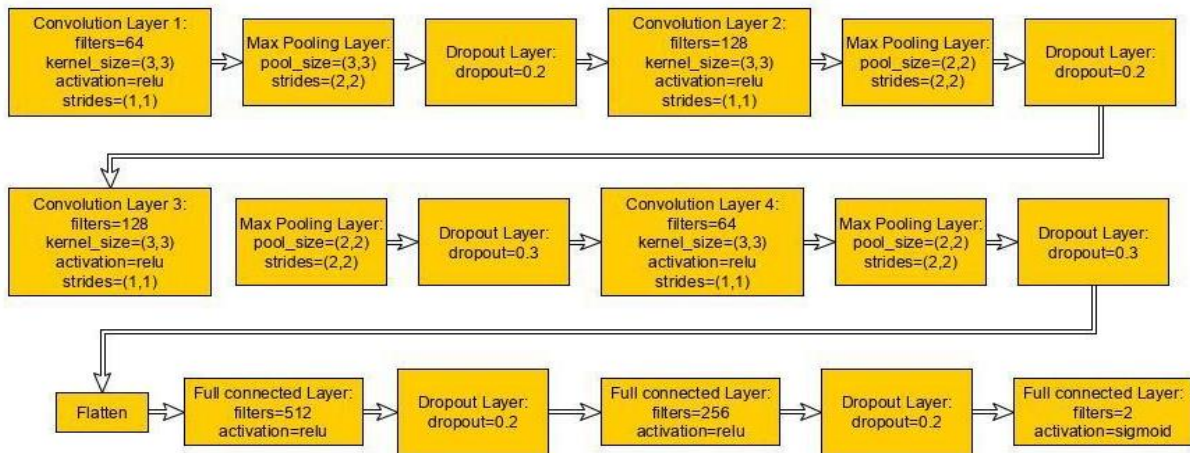 Convolution Layer 1:
filters=64
kernel_size=(3,3)
activation=relu
strides=(1,1)
Max Pooling Layer:
pool_size=(3,3)
strides=(2,2)
Dropout Layer:
dropout=0.2
Convolution Layer 2:
filters=128
kernel_size=(3,3)
activation=relu
strides=(1,1)
Max Pooling Layer:
pool_size=(2,2)
strides=(2,2)
Dropout Layer:
dropout=0.2
Convolution Layer 3:
filters=128
kernel_size=(3,3)
activation=relu
strides=(1,1)
Max Pooling Layer:
pool_size=(2,2)
strides=(2,2)
Dropout Layer:
dropout=0.3
Convolution Layer 4:
filters=64
kernel_size=(3,3)
activation=relu
strides=(1,1)
Max Pooling Layer:
pool_size=(2,2)
strides=(2,2)
Dropout Layer:
dropout=0.3
Flatten
Full connected Layer:
filters=512
activation=relu
Dropout Layer:
dropout=0.2
Full connected Layer:
filters=256
activation=relu
Dropout Layer:
dropout=0.2
Full connected Layer:
filters=2
activation=sigmoid